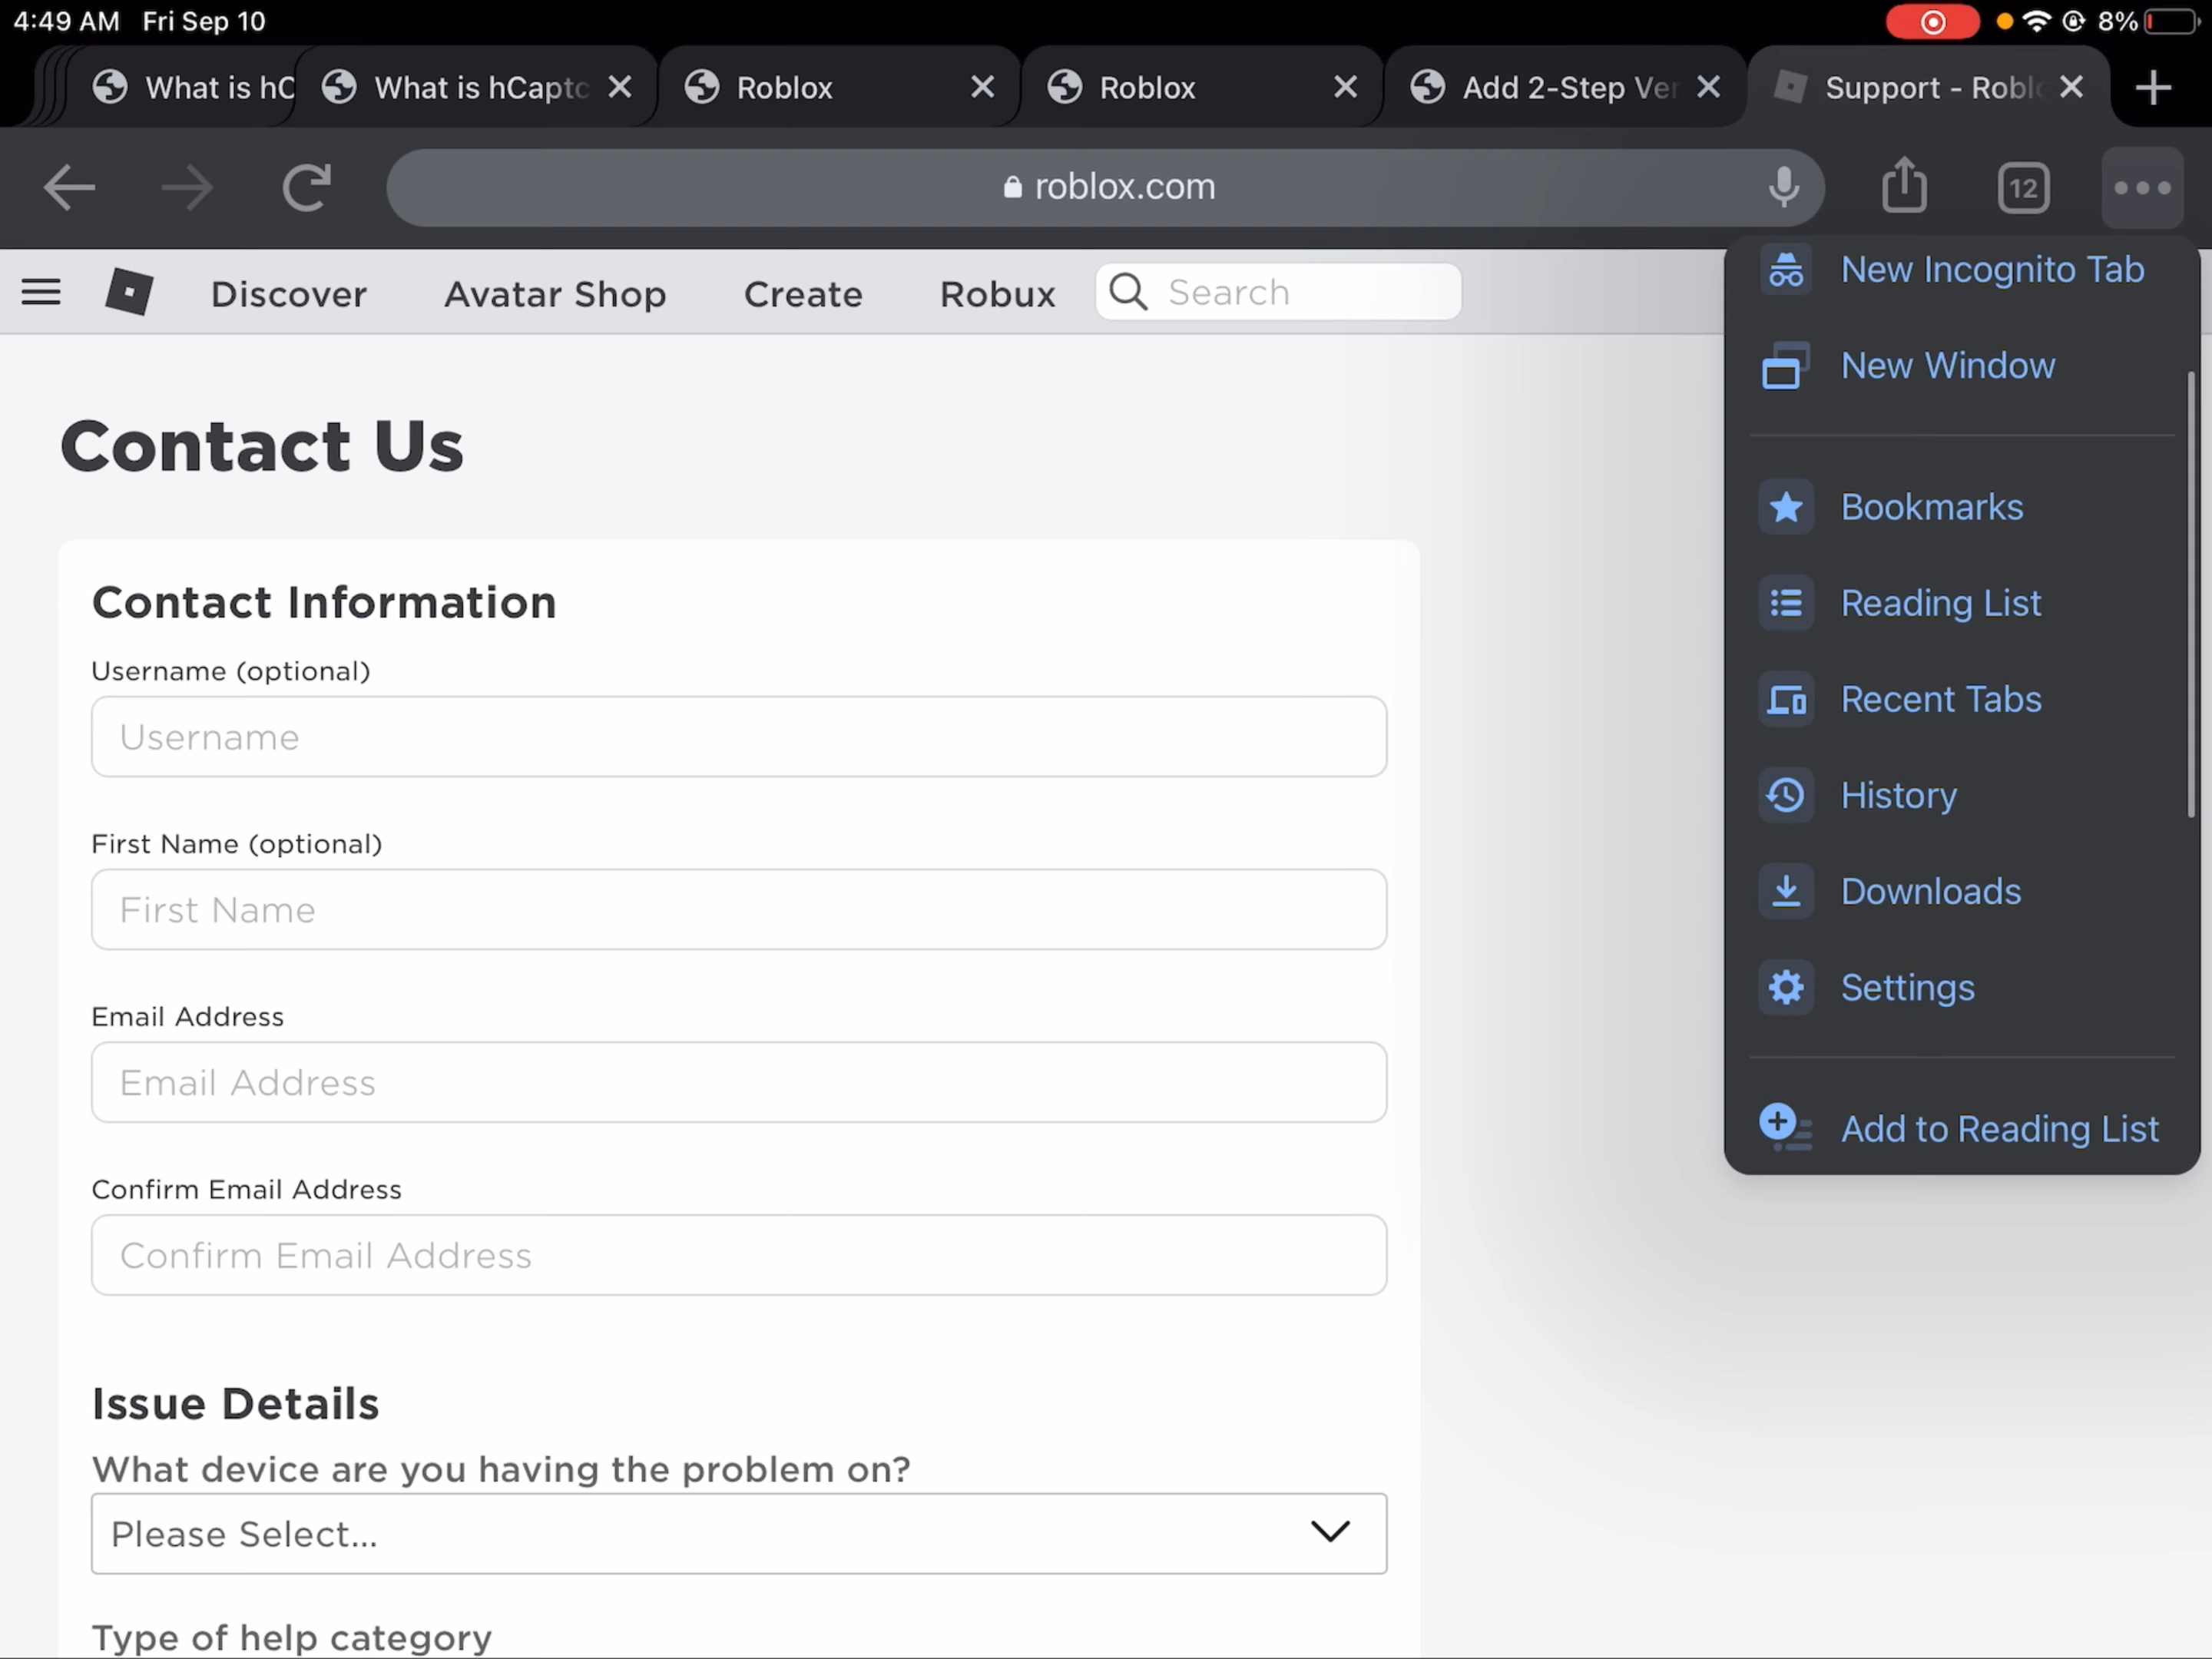 4:49 AM Fri Sep 10 8%
What is hC What is hCaptc Roblox Roblox Add 2-Step Ver Support - Roblo
roblox.com 12
Discover Avatar Shop Create Robux Search
New Incognito Tab
New Window
Bookmarks
Reading List
Recent Tabs
History
Downloads
Settings
Add to Reading List
Contact Us
Contact Information
Username (optional)
Username
First Name (optional)
First Name
Email Address
Email Address
Confirm Email Address
Confirm Email Address
Issue Details
What device are you having the problem on?
Please Select...
Type of help category